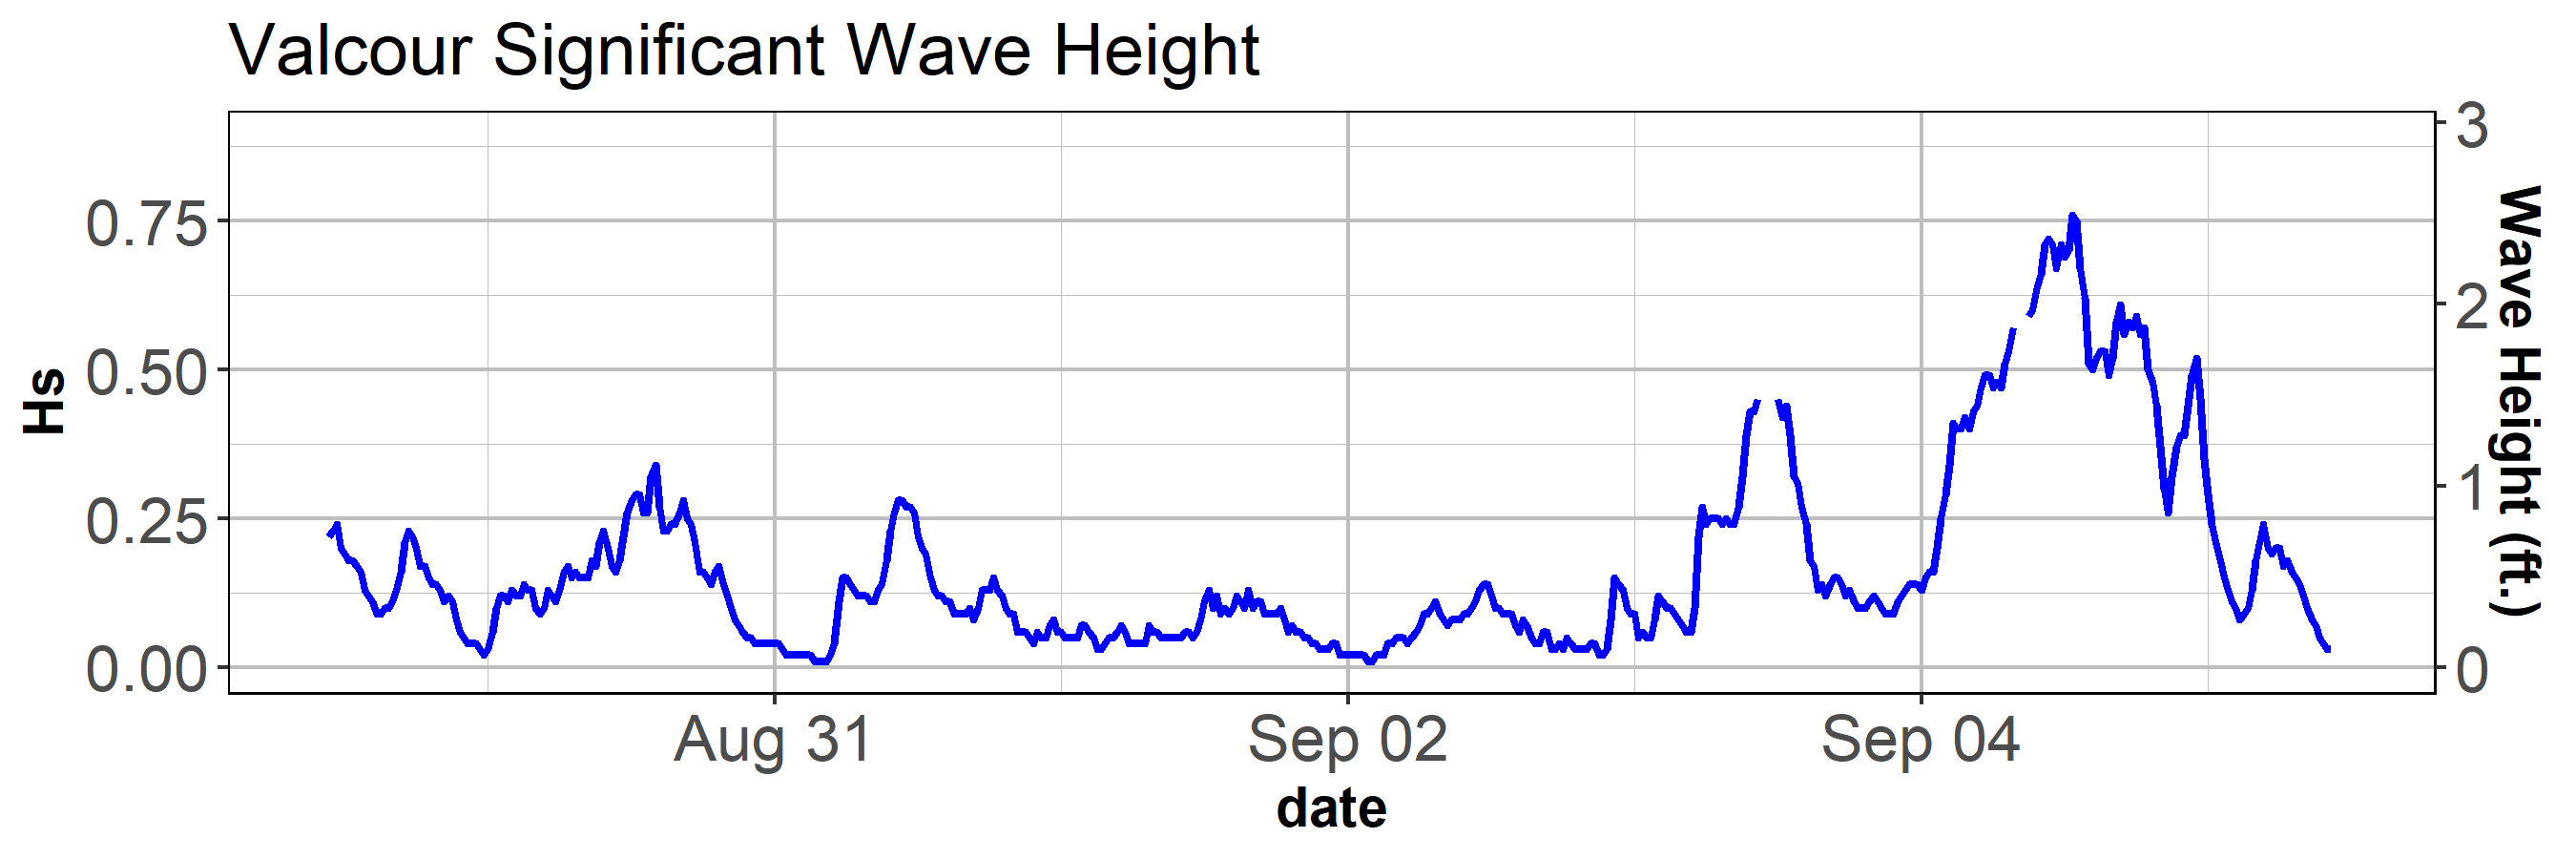 Valcour Significant Wave Height
Hs
0.75
0.50
0.25
0.00
3
2
1
0
Wave Height (ft.)
Aug 31
Sep 02
Sep 04
date